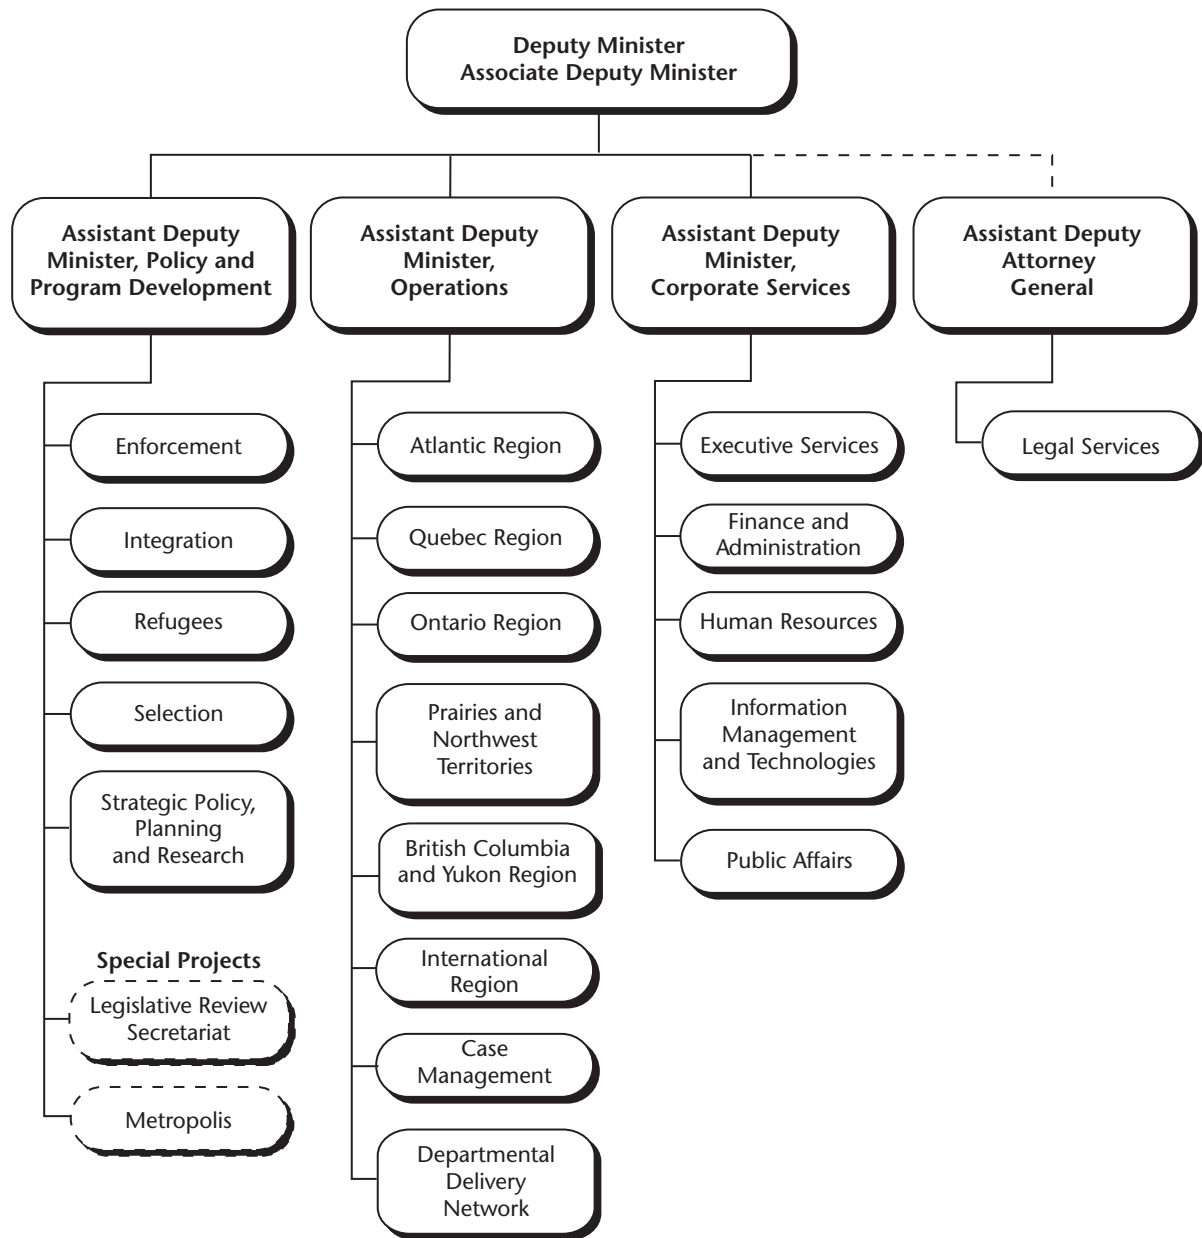 Deputy Minister
Associate Deputy Minister
Assistant Deputy
Minister, Policy and
Program Development
Enforcement
Integration
Refugees
Selection
Strategic Policy,
Planning
and Research
Special Projects
Legislative Review
Secretariat
Metropolis
Assistant Deputy
Minister,
Operations
Atlantic Region
Quebec Region
Ontario Region
Prairies and
Northwest
Territories
British Columbia
and Yukon Region
International
Region
Case
Management
Departmental
Delivery
Network
Assistant Deputy
Minister,
Corporate Services
Executive Services
Finance and
Administration
Human Resources
Information
Management
and Technologies
Public Affairs
Assistant Deputy
Attorney
General
Legal Services